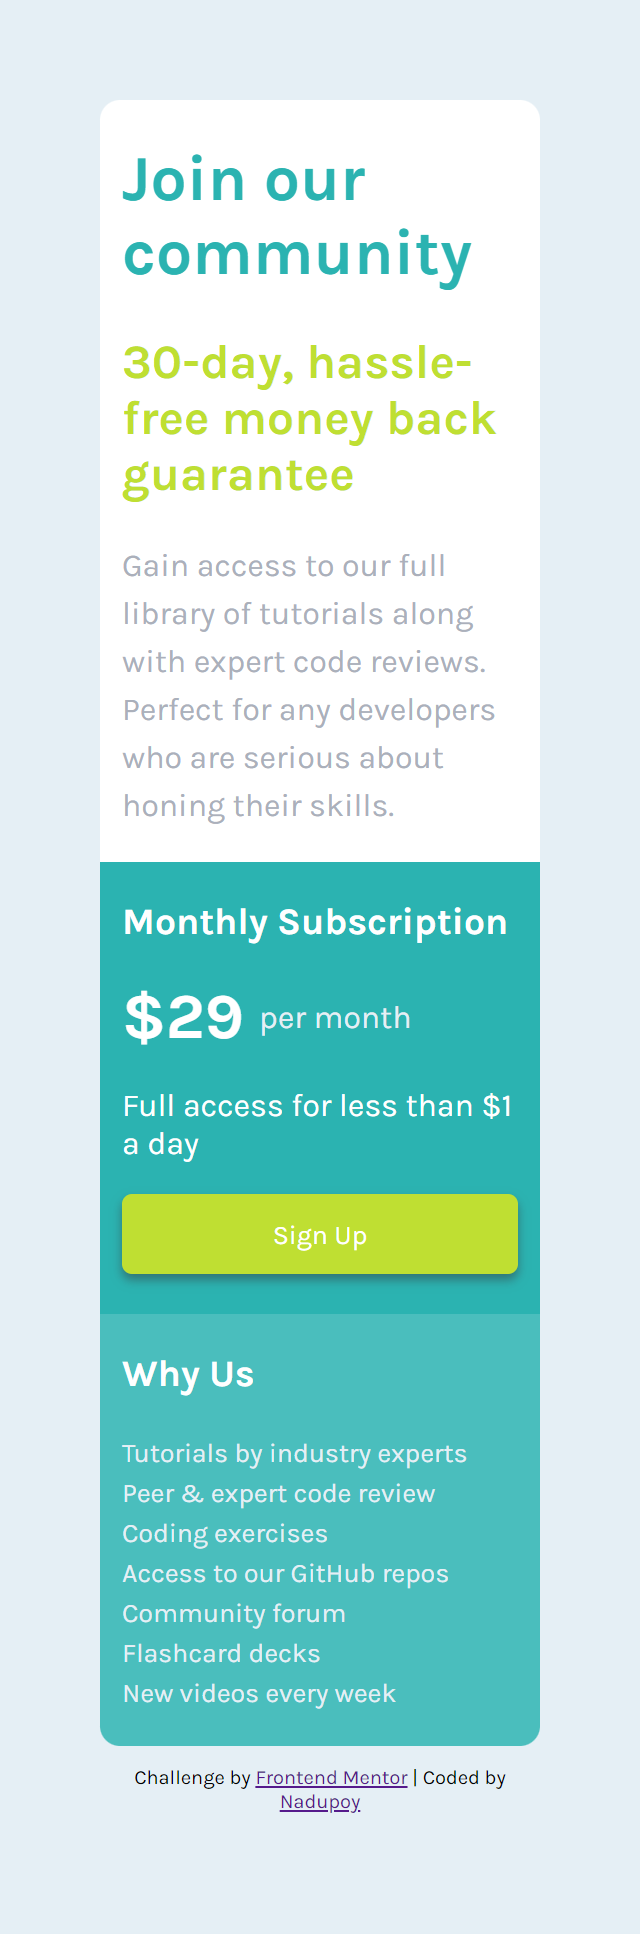 Join our
community
30-day, hassle-
free money back
guarantee
Gain access to our full
library of tutorials along
with expert code reviews.
Perfect for any developers
who are serious about
honing their skills.
Monthly Subscription
$29 per month
Full access for less than $1
a day
Sign Up
Why Us
Tutorials by industry experts
Peer & expert code review
Coding exercises
Access to our GitHub repos
Community forum
Flashcard decks
New videos every week
Challenge by Frontend Mentor | Coded by
Nadupoy